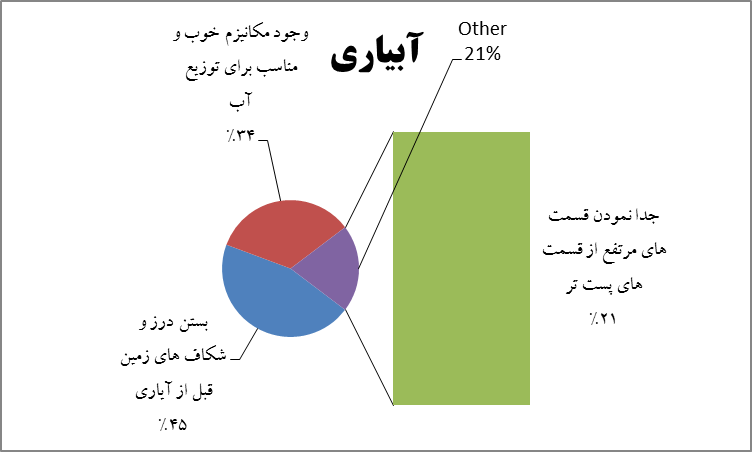 آبیاری
وجود مکانیزم خوب و
مناسب برای توزیع
آب
٪۳۴
Other
21%
جدا نمودن قسمت
های مرتفع از قسمت
های پست تر
٪۲۱
بستن درز و
شکاف های زمین
قبل از آیاری
٪۴۵